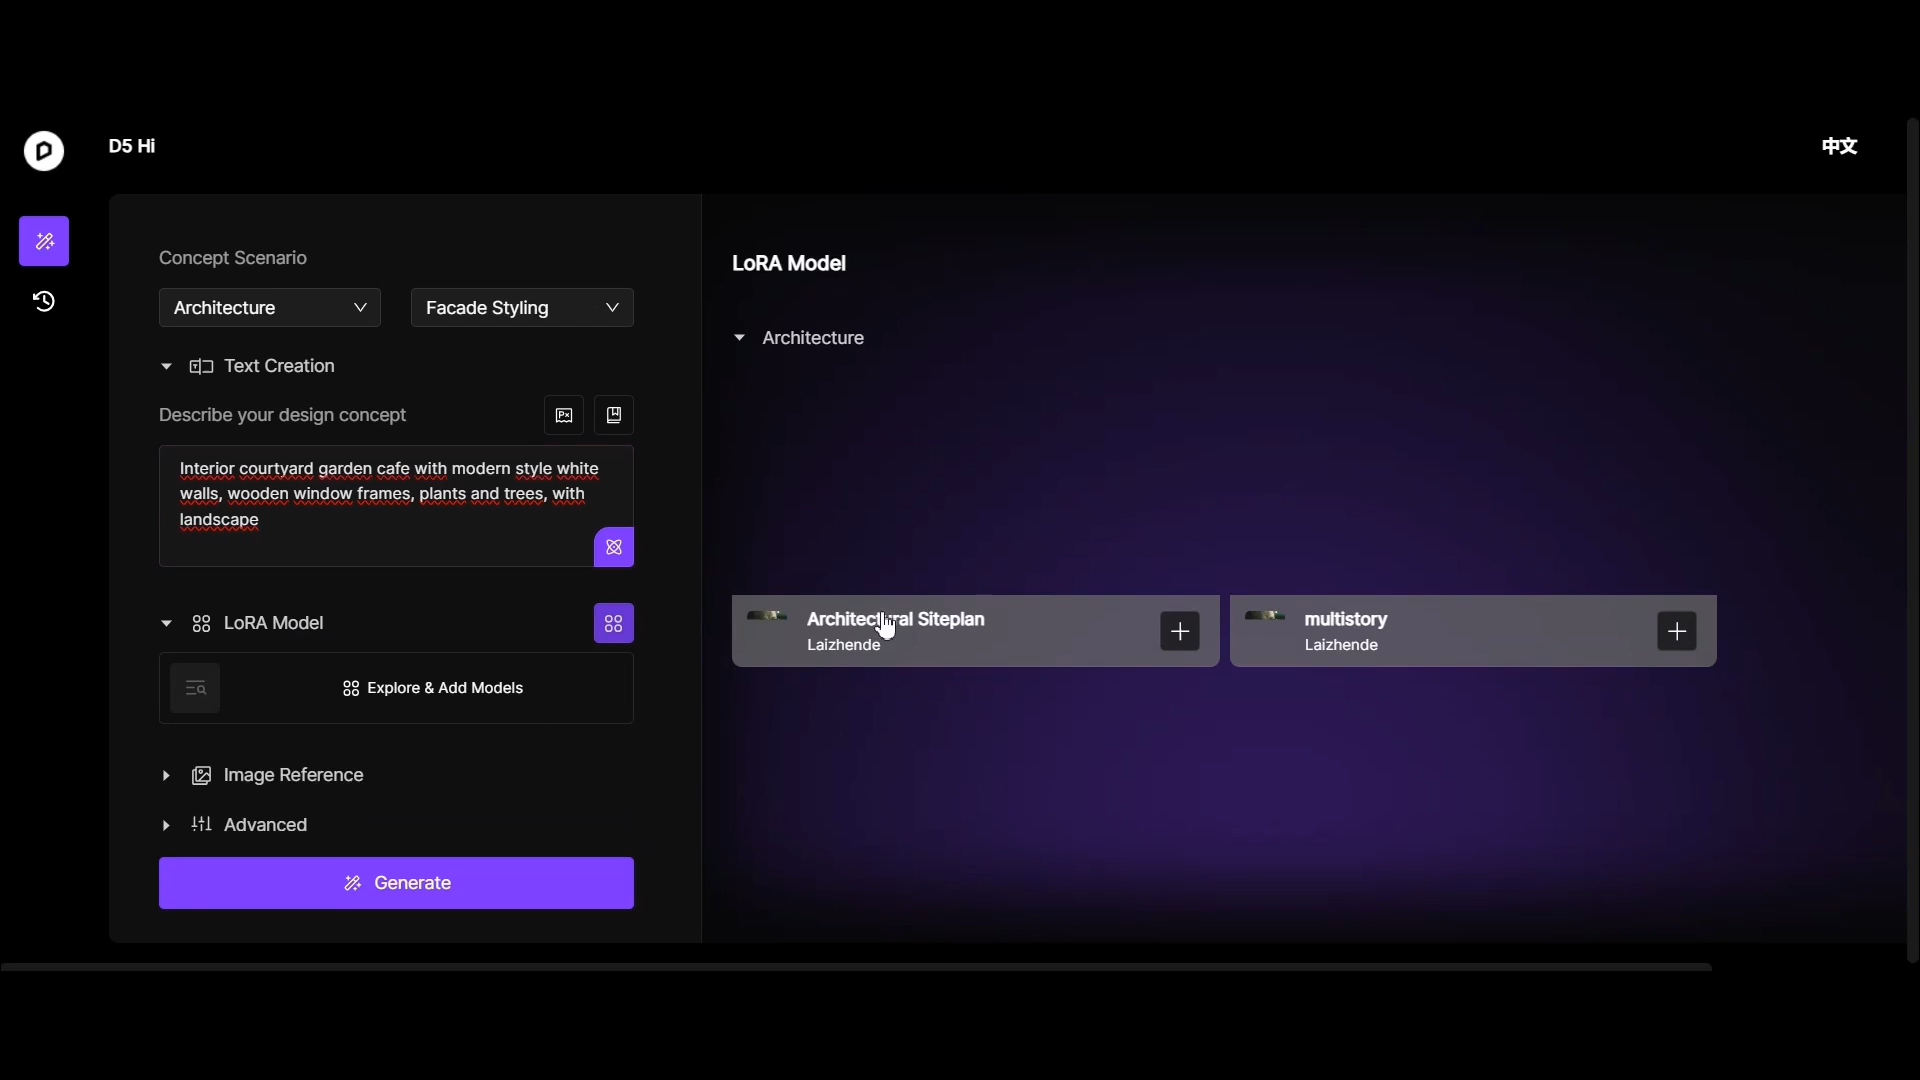 D5 Hi
中文
Concept Scenario
Architecture
Facade Styling
Text Creation
Describe your design concept
Px
Interior courtyard garden cafe with modern style white
walls, wooden window frames, plants and trees, with
landscape
LoRA Model
Explore & Add Models
Image Reference
Advanced
Generate
LoRA Model
Architecture
Architectural Siteplan
Laizhende
multistory
Laizhende